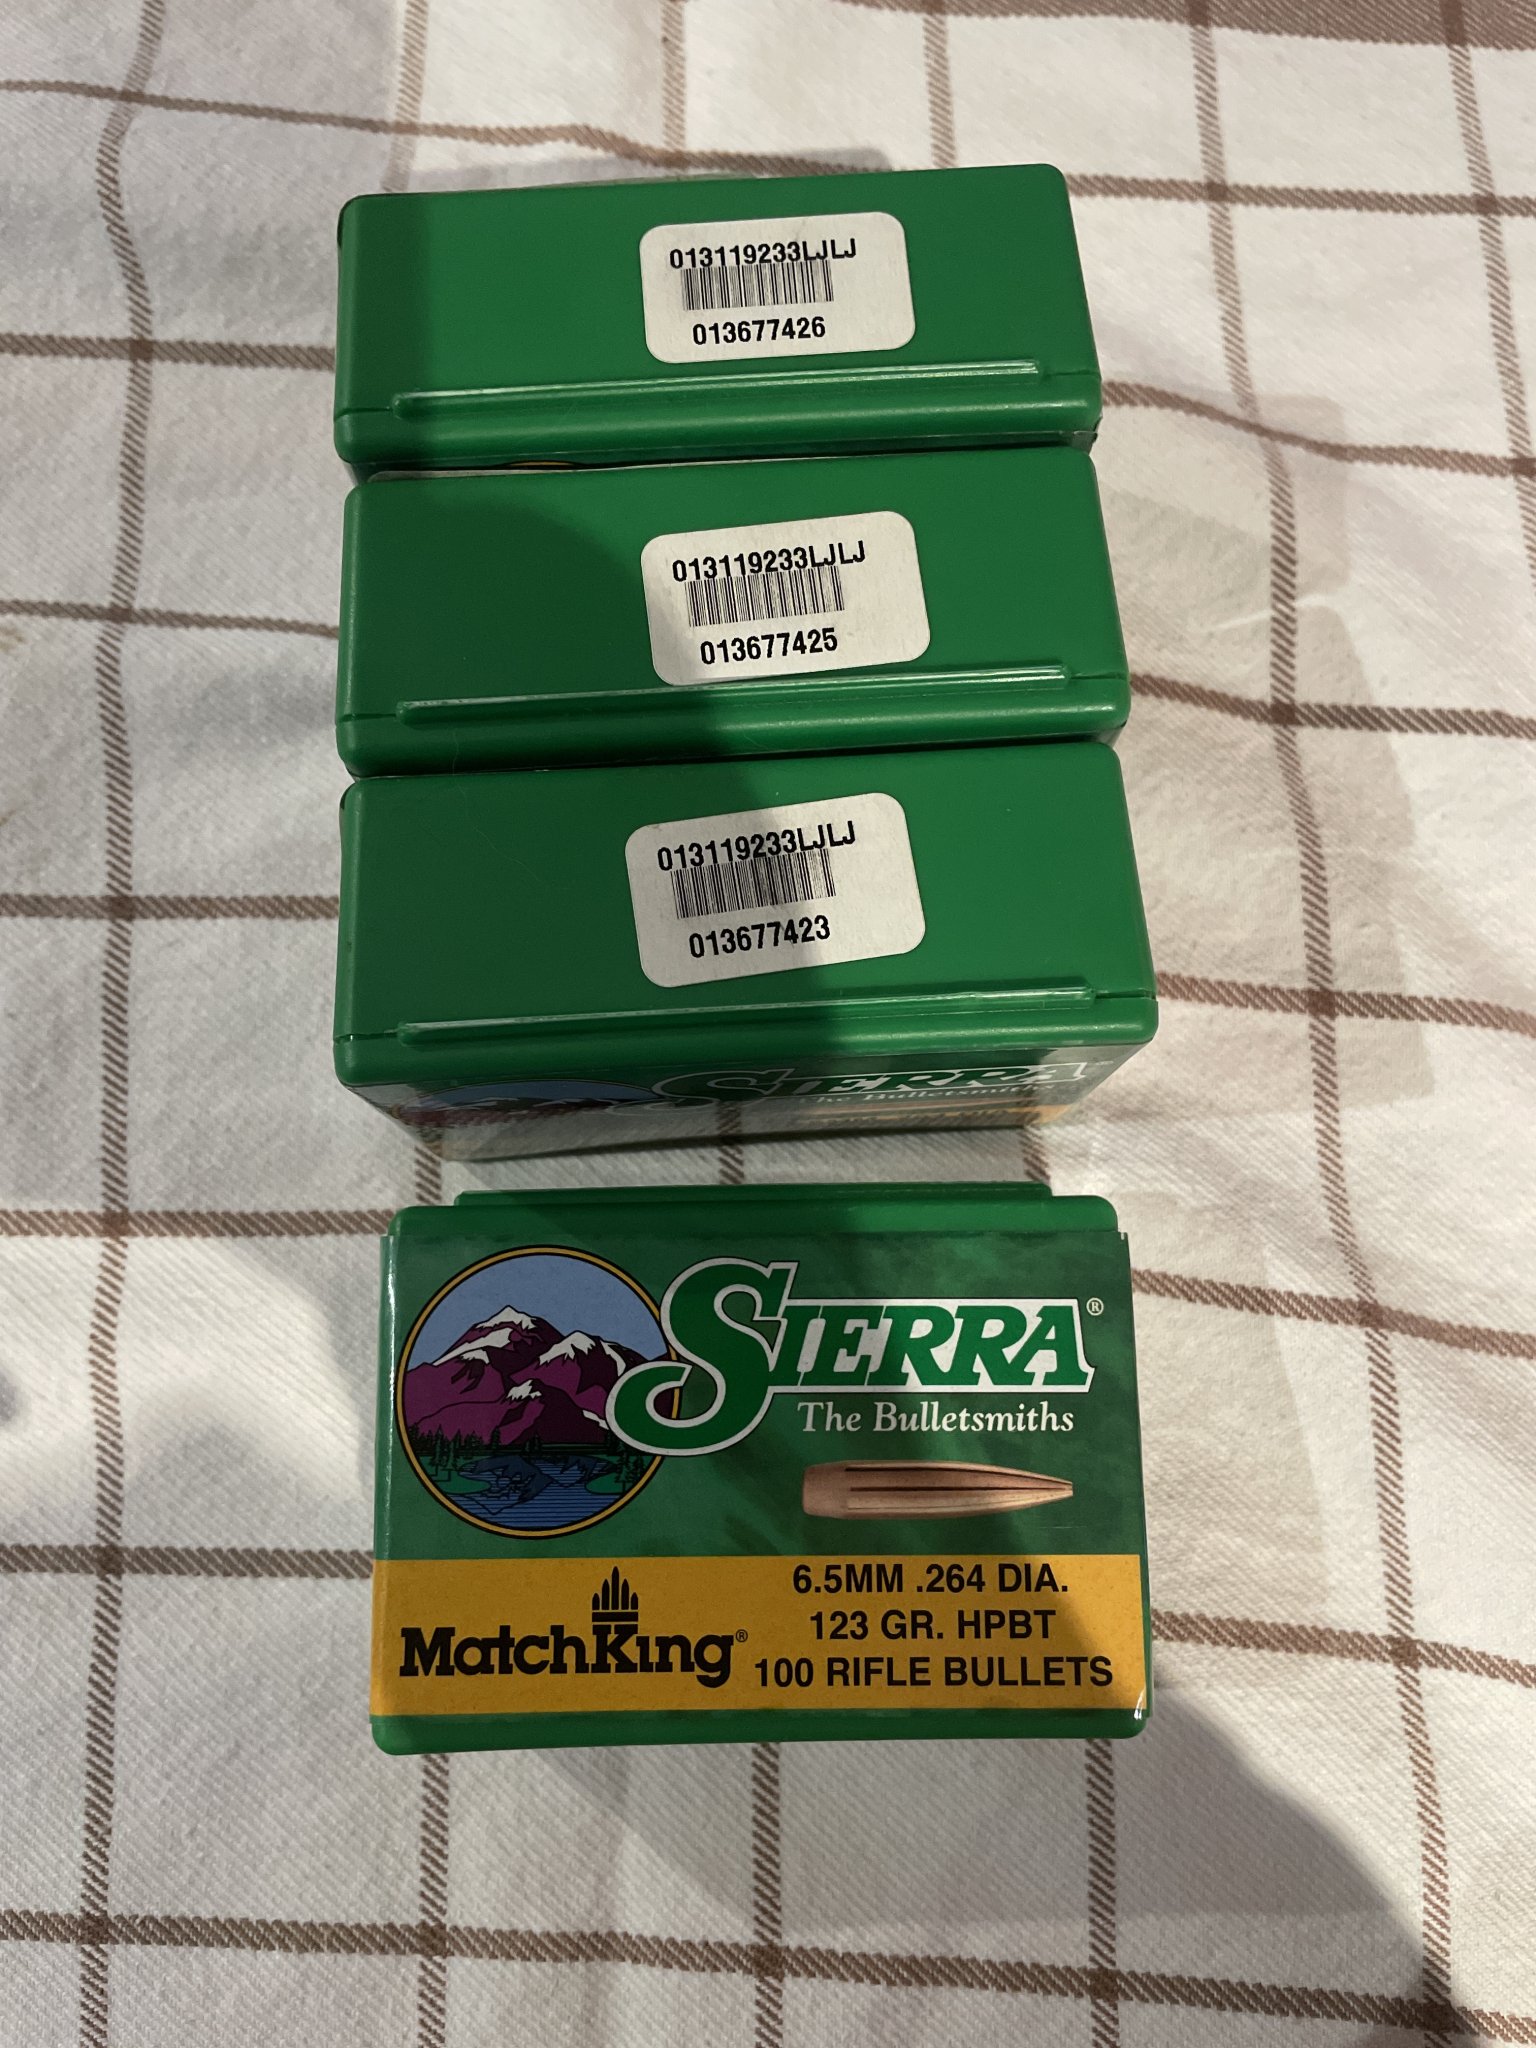 013119233LJLJ
013677426
013119233LJLJ
013677425
013119233LJLJ
013677423
SIERRA
The Bulletsmiths
SIERRA®
The Bulletsmiths
MatchKing®
6.5MM .264 DIA.
123 GR. HPBT
100 RIFLE BULLETS